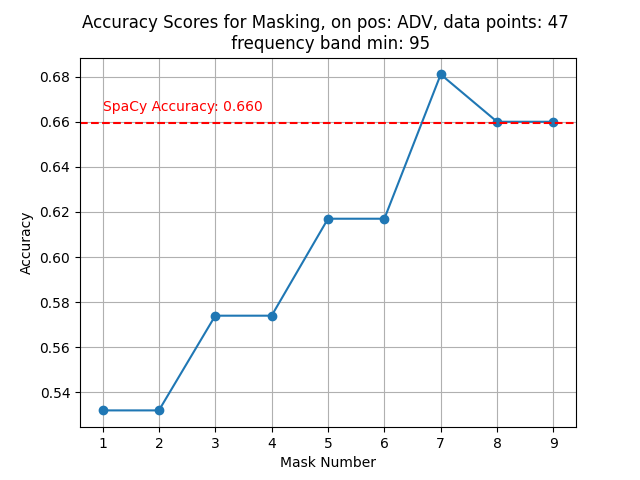 Accuracy Scores for Masking, on pos: ADV, data points: 47
frequency band min: 95
0.68
SpaCy Accuracy: 0.660
0.66
0.64
0.62
0.60
0.58
0.56
0.54
Accuracy
1 2 3 4 5 6 7 8 9
Mask Number